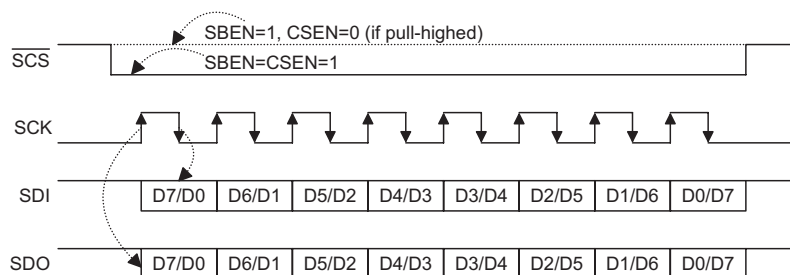 SBEN=1, CSEN=0 (if pull-highed)
SCS
SBEN=CSEN=1
SCK
SDI D7/D0 D6/D1 D5/D2 D4/D3 D3/D4 D2/D5 D1/D6 D0/D7
SDO D7/D0 D6/D1 D5/D2 D4/D3 D3/D4 D2/D5 D1/D6 D0/D7